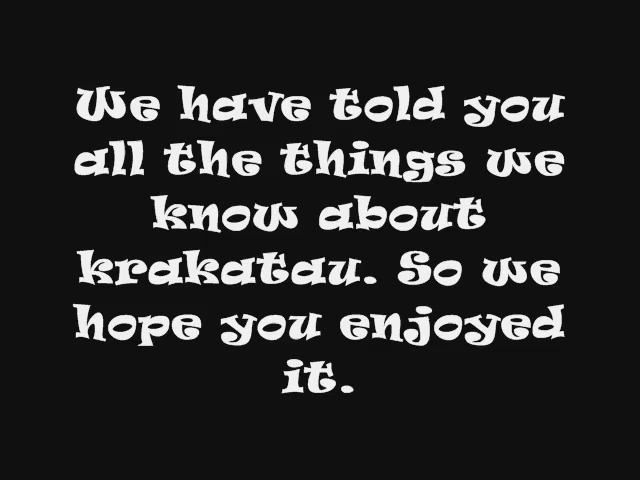 We have told you
all the things we
know about
krakatau. So we
hope you enjoyed
it.